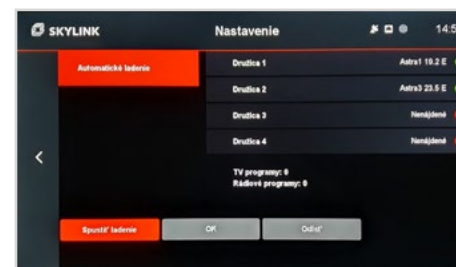 SKYLINK Nastavenie 14:5
Automatické ladenie
Družica 1 Astra1 19.2 E
Družica 2 Astra3 23.5 E
Družica 3 Nenájdené
Družica 4 Nenájdené
TV programy: 0
Rádiové programy: 0
Spustiť ladenie OK Odísť